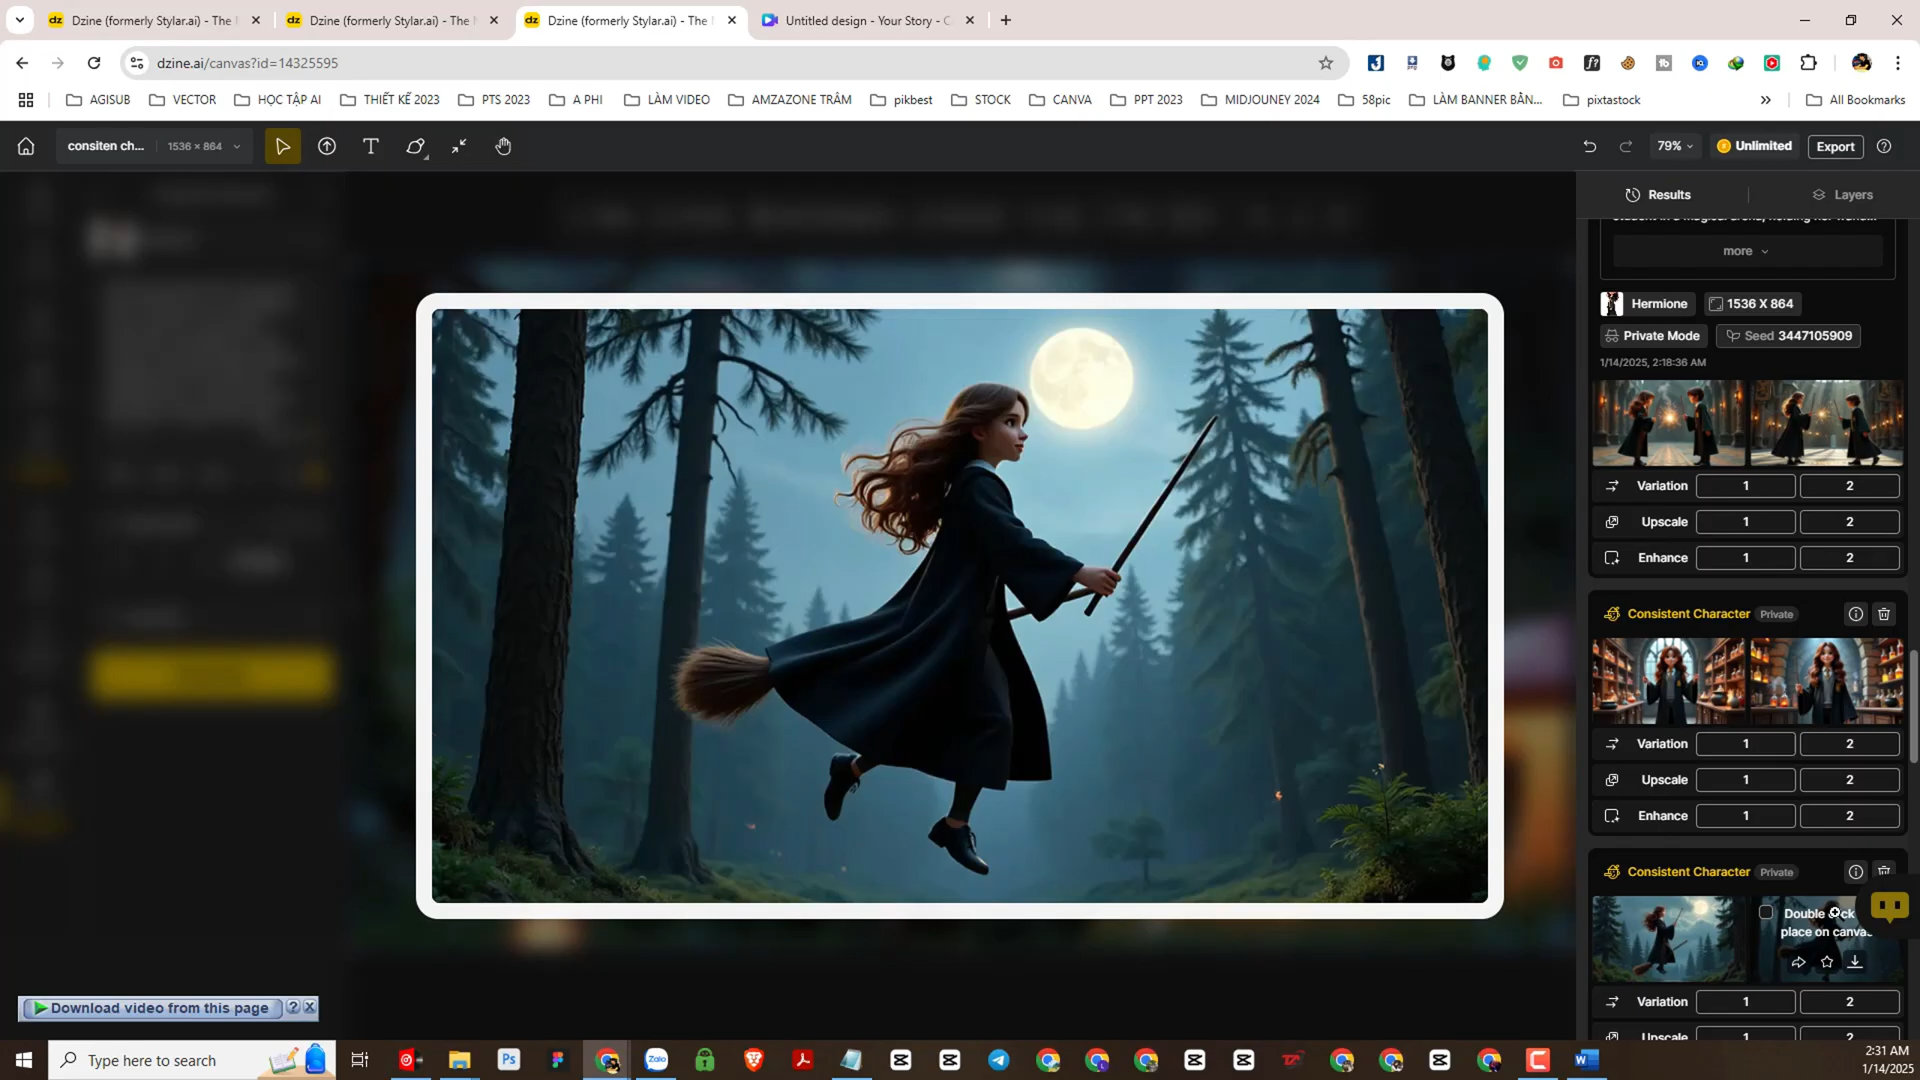 Dzine (formerly Stylar.ai) - The
Dzine (formerly Stylar.ai) - The
Dzine (formerly Stylar.ai) - The
Untitled design - Your Story - C
dzine.ai/canvas?id=14325595
AGISUB
VECTOR
HỌC TẬP AI
THIẾT KẾ 2023
PTS 2023
A PHI
LÀM VIDEO
AMZAZONE TRÂM
pikbest
STOCK
CANVA
PPT 2023
MIDJOUNEY 2024
58pic
LÀM BANNER BẰN...
pixtastock
All Bookmarks
consiten ch...
1536 × 864
79%
Unlimited
Export
Results
Layers
more
Hermione
1536 X 864
Private Mode
Seed 3447105909
1/14/2025, 2:18:36 AM
Variation 1 2
Upscale 1 2
Enhance 1 2
Consistent Character Private
Variation 1 2
Upscale 1 2
Enhance 1 2
Consistent Character Private
Double
place on canvas
Variation 1 2
Download video from this page
Type here to search
2:31 AM
1/14/2025